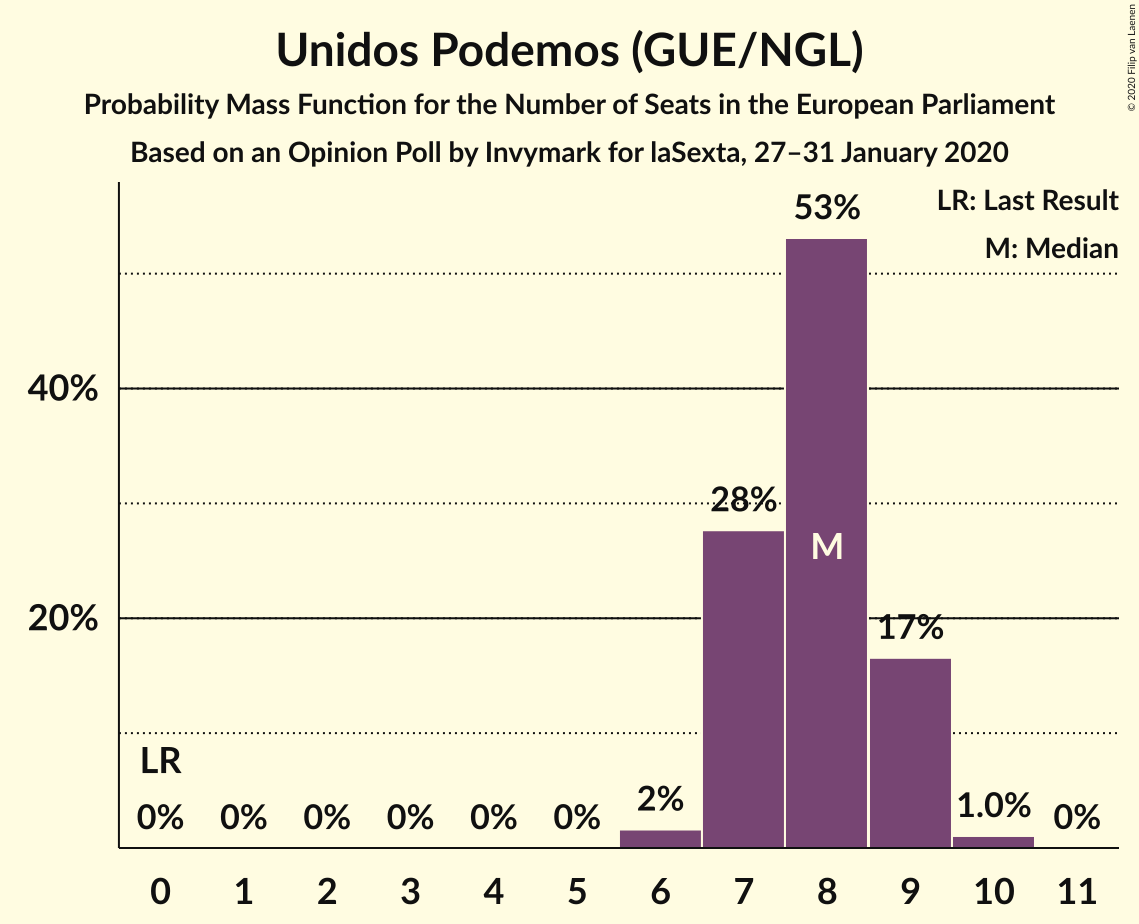 Unidos Podemos (GUE/NGL)
Probability Mass Function for the Number of Seats in the European Parliament
Based on an Opinion Poll by Invymark for laSexta, 27–31 January 2020
© 2020 Filip van Laenen
LR: Last Result
M: Median
53%
40%
28%
M
20%
17%
LR
0% 0% 0% 0% 0% 0% 2% 1.0% 0%
0 1 2 3 4 5 6 7 8 9 10 11